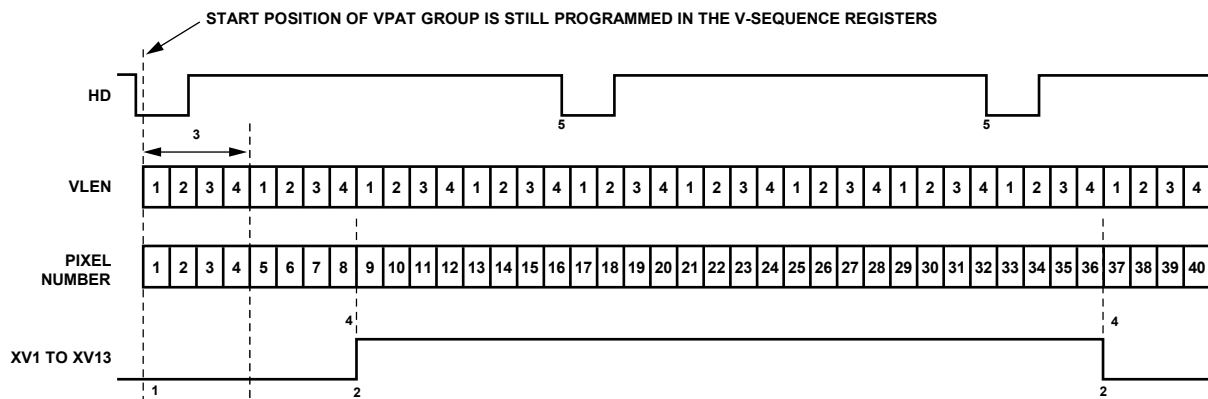 START POSITION OF VPAT GROUP IS STILL PROGRAMMED IN THE V-SEQUENCE REGISTERS
HD
5
5
3
VLEN
1 2 3 4 1 2 3 4 1 2 3 4 1 2 3 4 1 2 3 4 1 2 3 4 1 2 3 4 1 2 3 4 1 2 3 4 1 2 3 4
PIXEL
NUMBER
1 2 3 4 5 6 7 8 9 10 11 12 13 14 15 16 17 18 19 20 21 22 23 24 25 26 27 28 29 30 31 32 33 34 35 36 37 38 39 40
4
4
XV1 TO XV13
1
2
2